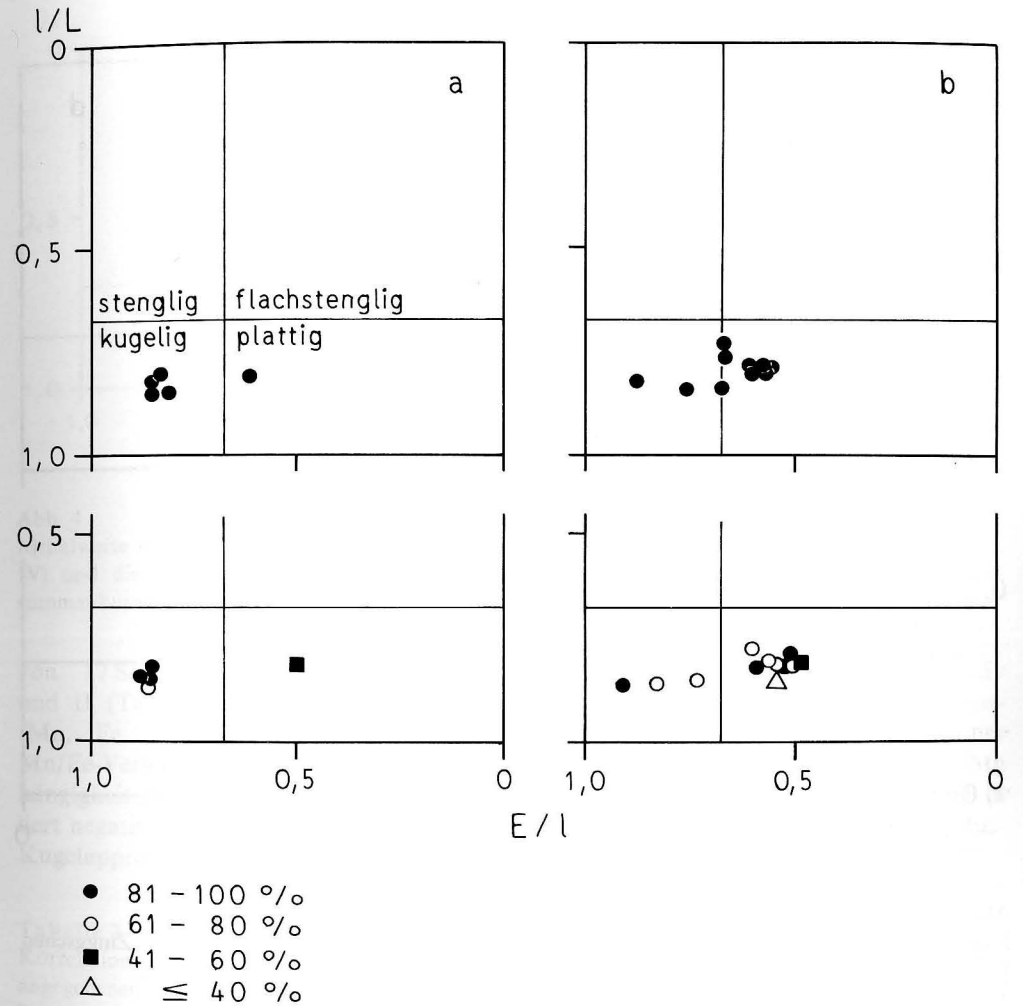 l/L
0
a
b
0,5
stenglig flachstenglig
kugelig plattig
1,0
0,5
1,0
1,0 0,5 0 1,0 0,5 0
E/l
● 81 – 100 %
○ 61 – 80 %
■ 41 – 60 %
△ ≤ 40 %